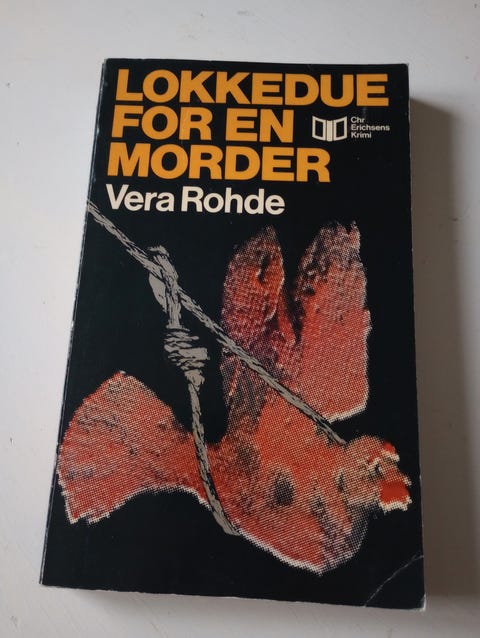 LOKKEDUE
FOR EN
MORDER
Chr
Erichsens
Krimi
Vera Rohde